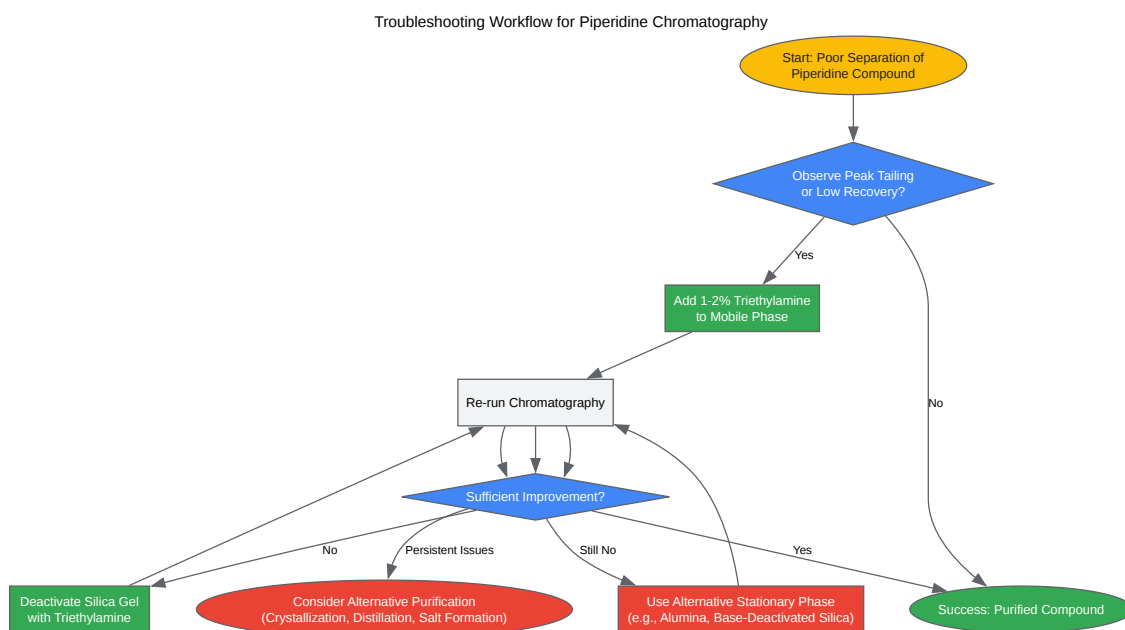 Troubleshooting Workflow for Piperidine Chromatography
Start: Poor Separation of
Piperidine Compound
Observe Peak Tailing
or Low Recovery?
Yes
Add 1-2% Triethylamine
to Mobile Phase
Re-run Chromatography
No
Sufficient Improvement?
No
Persistent Issues
Still No
Yes
Deactivate Silica Gel
with Triethylamine
Consider Alternative Purification
(Crystallization, Distillation, Salt Formation)
Use Alternative Stationary Phase
(e.g., Alumina, Base-Deactivated Silica)
Success: Purified Compound